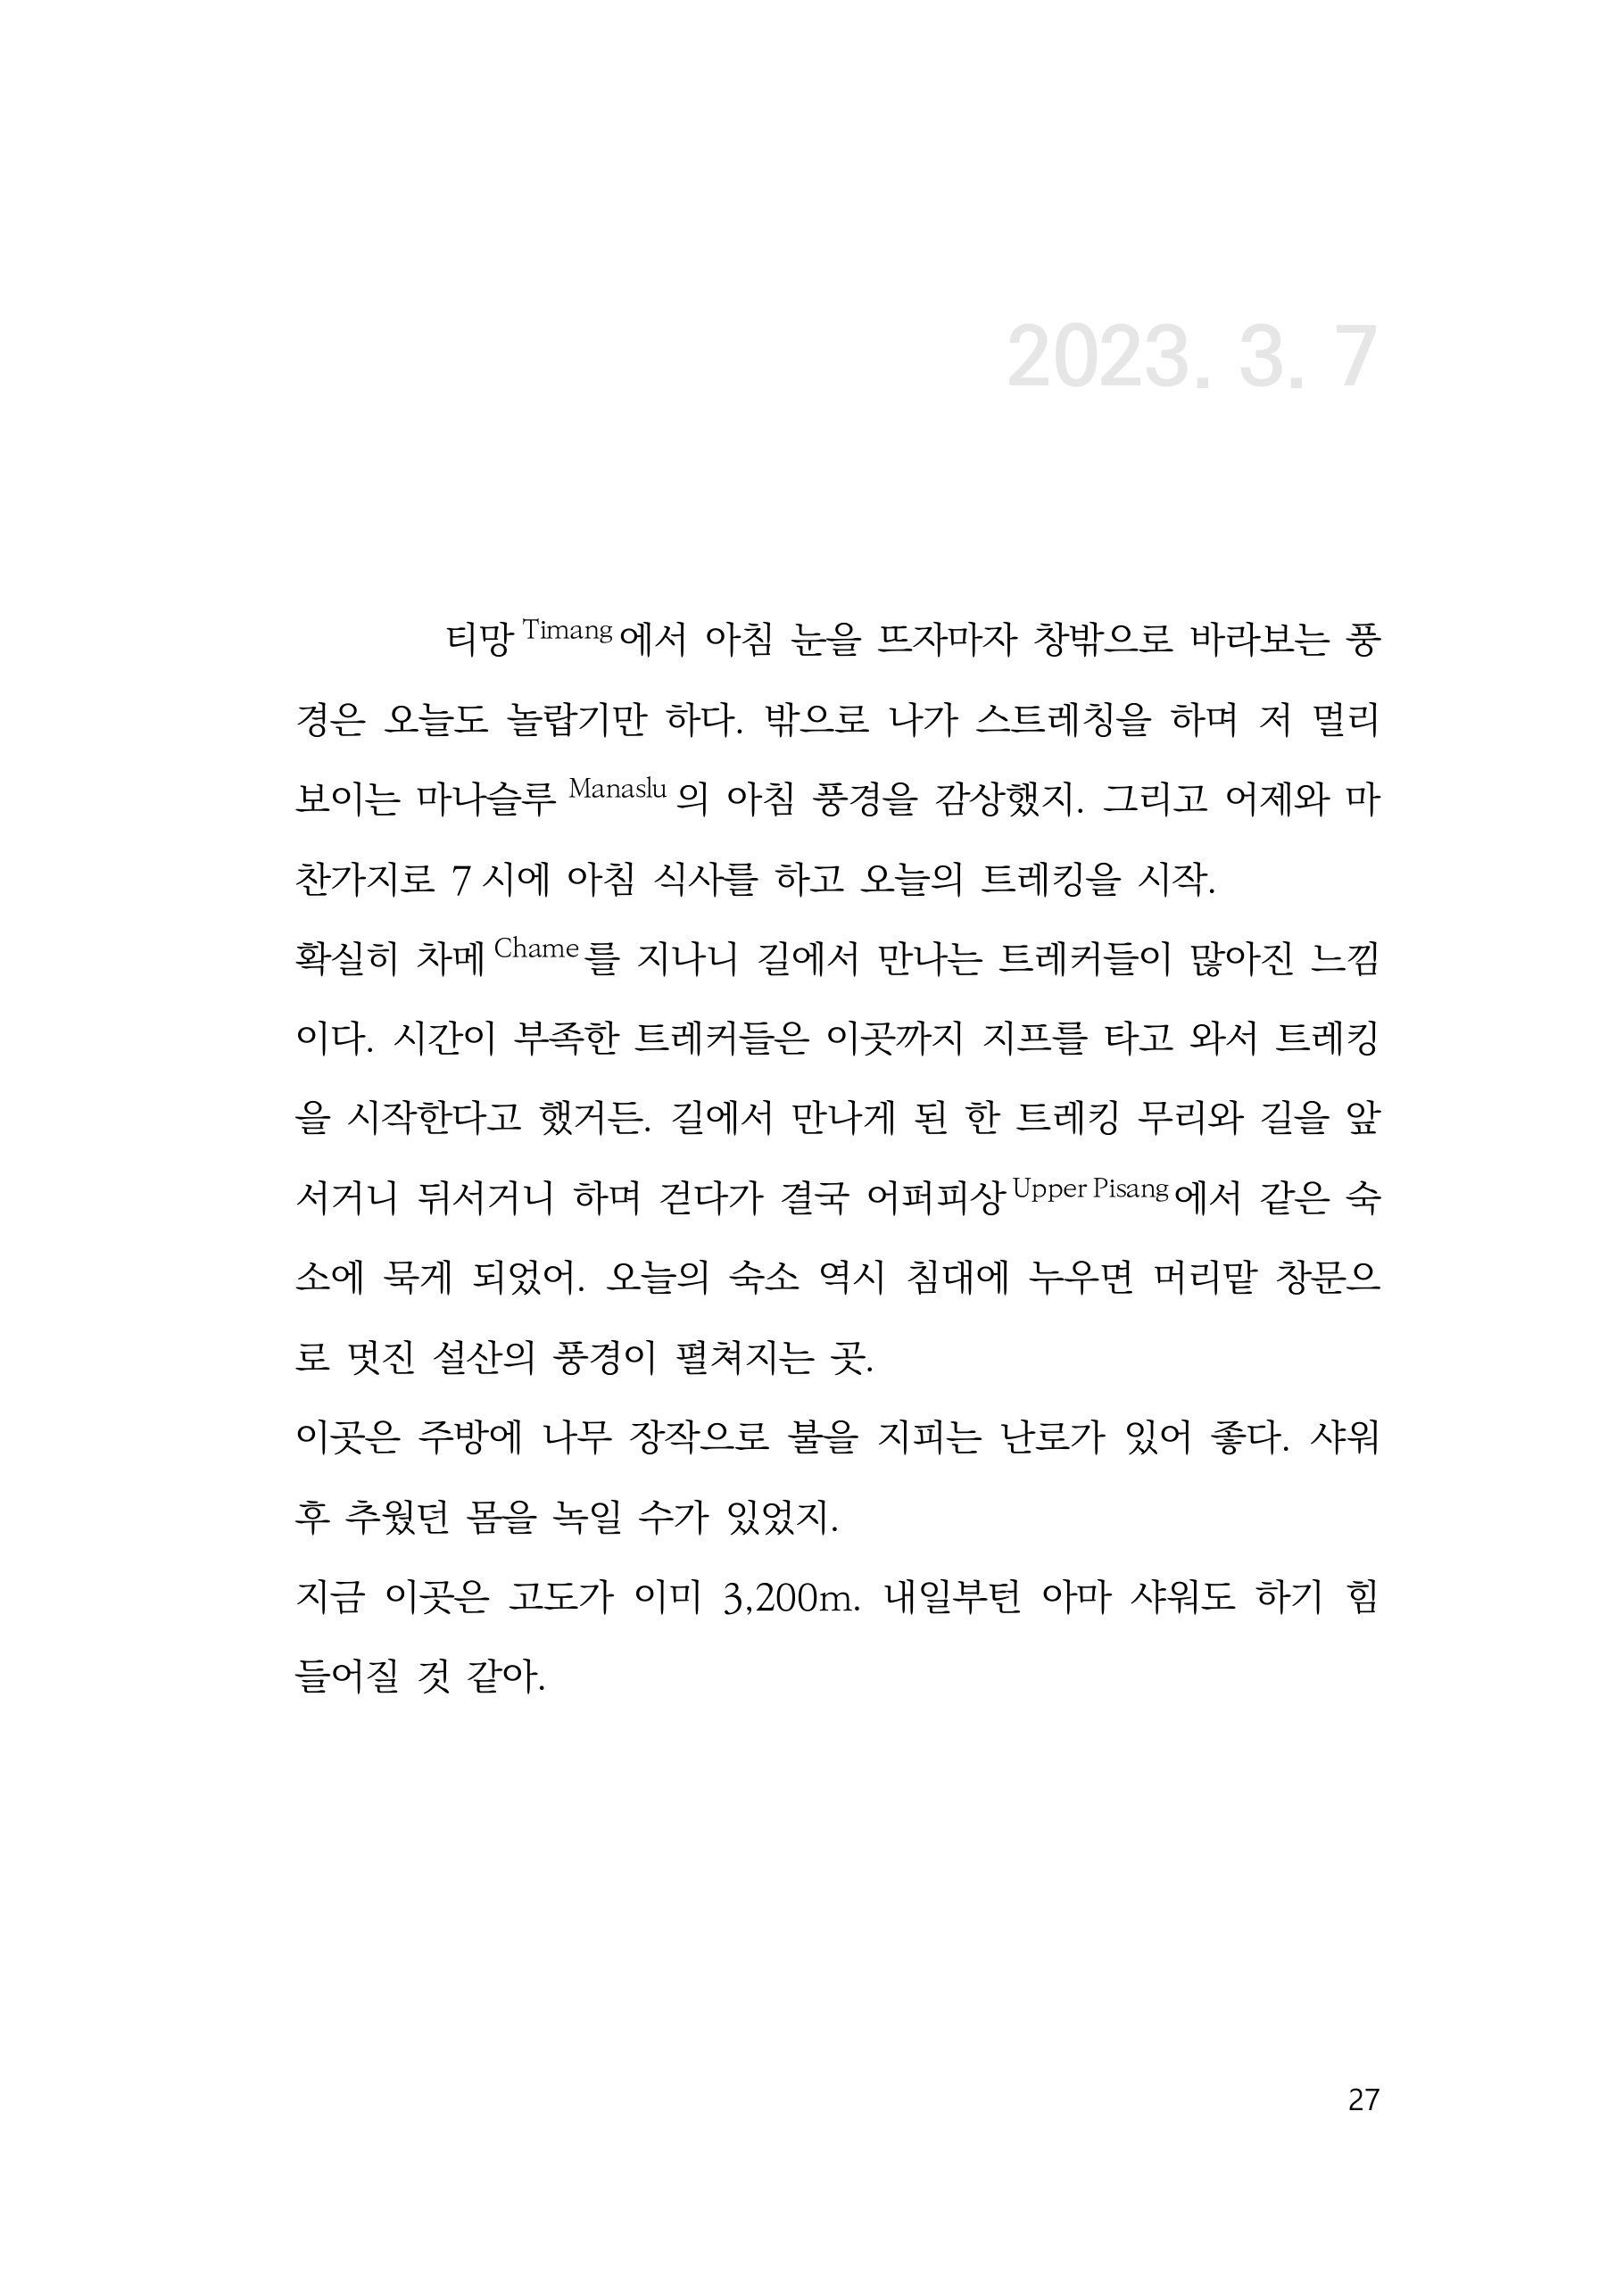 2023. 3. 7
티망 Timang 에서 아침 눈을 뜨자마자 창밖으로 바라보는 풍
경은 오늘도 놀랍기만 하다. 밖으로 나가 스트레칭을 하며 저 멀리
보이는 마나슬루 Manaslu 의 아침 풍경을 감상했지. 그리고 어제와 마
찬가지로 7 시에 아침 식사를 하고 오늘의 트레킹을 시작.
확실히 차메 Chame 를 지나니 길에서 만나는 트레커들이 많아진 느낌
이다. 시간이 부족한 트레커들은 이곳까지 지프를 타고 와서 트레킹
을 시작한다고 했거든. 길에서 만나게 된 한 트레킹 무리와 길을 앞
서거니 뒤서거니 하며 걷다가 결국 어퍼피상 Upper Pisang 에서 같은 숙
소에 묵게 되었어. 오늘의 숙소 역시 침대에 누우면 머리맡 창문으
로 멋진 설산의 풍경이 펼쳐지는 곳.
이곳은 주방에 나무 장작으로 불을 지피는 난로가 있어 좋다. 샤워
후 추웠던 몸을 녹일 수가 있었지.
지금 이곳은 고도가 이미 3,200m. 내일부턴 아마 샤워도 하기 힘
들어질 것 같아.
27